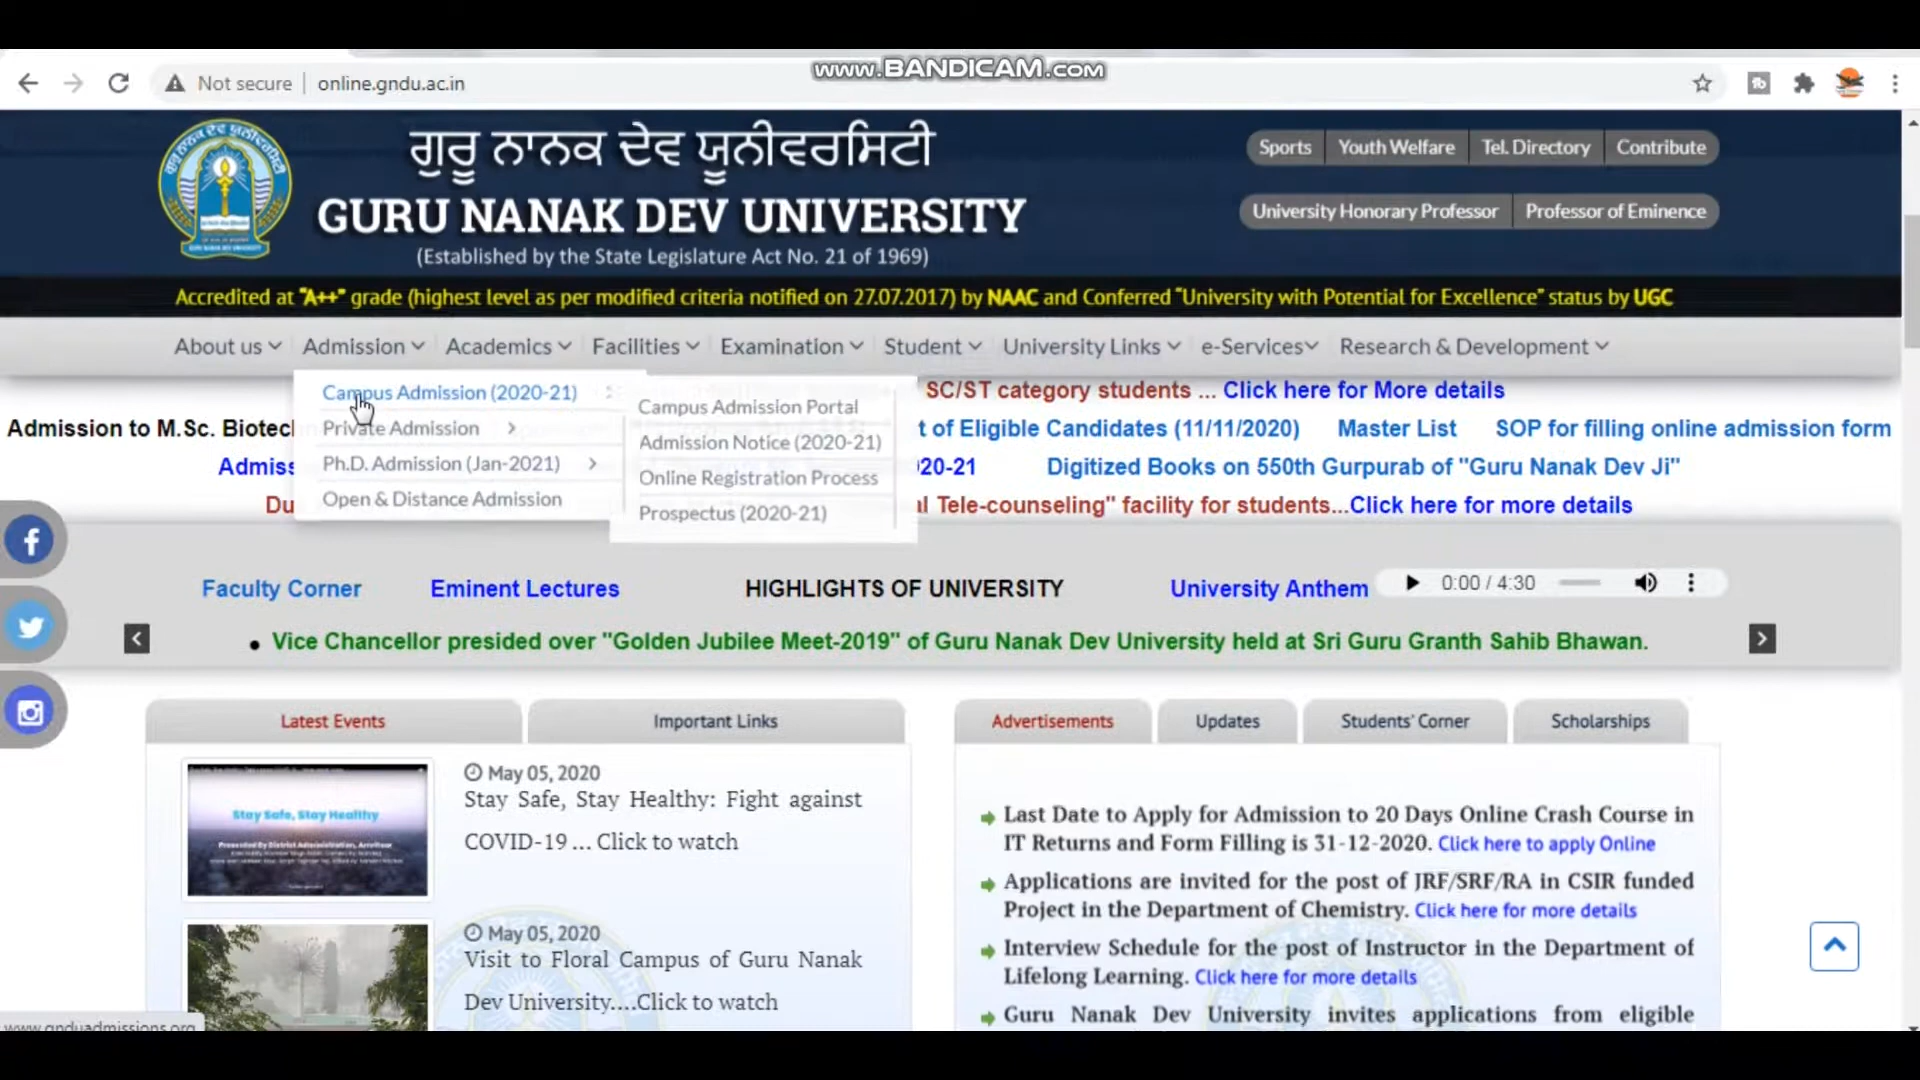 www.BANDICAM.com
Not secure online.gndu.ac.in
ਗੁਰੂ ਨਾਨਕ ਦੇਵ ਯੂਨੀਵਰਸਿਟੀ
GURU NANAK DEV UNIVERSITY
(Established by the State Legislature Act No. 21 of 1969)
Sports Youth Welfare Tel. Directory Contribute
University Honorary Professor Professor of Eminence
Accredited at "A++" grade (highest level as per modified criteria notified on 27.07.2017) by NAAC and Conferred "University with Potential for Excellence" status by UGC
About us Admission Academics Facilities Examination Student University Links e-Services Research & Development
Campus Admission (2020-21)
Private Admission
Ph.D. Admission (Jan-2021)
Open & Distance Admission
Campus Admission Portal
Admission Notice (2020-21)
Online Registration Process
Prospectus (2020-21)
SC/ST category students ... Click here for More details
Admission to M.Sc. Biotec t of Eligible Candidates (11/11/2020) Master List SOP for filling online admission form
Admiss 20-21 Digitized Books on 550th Gurpurab of "Guru Nanak Dev Ji"
Du l Tele-counseling" facility for students...Click here for more details
Faculty Corner Eminent Lectures HIGHLIGHTS OF UNIVERSITY University Anthem 0:00 / 4:30
Vice Chancellor presided over "Golden Jubilee Meet-2019" of Guru Nanak Dev University held at Sri Guru Granth Sahib Bhawan.
Latest Events Important Links
May 05, 2020
Stay Safe, Stay Healthy: Fight against
COVID-19 ... Click to watch
Stay Safe, Stay Healthy
Presented By District Administration, Amritsar
May 05, 2020
Visit to Floral Campus of Guru Nanak
Dev University....Click to watch
Advertisements Updates Students' Corner Scholarships
Last Date to Apply for Admission to 20 Days Online Crash Course in
IT Returns and Form Filling is 31-12-2020. Click here to apply Online
Applications are invited for the post of JRF/SRF/RA in CSIR funded
Project in the Department of Chemistry. Click here for more details
Interview Schedule for the post of Instructor in the Department of
Lifelong Learning. Click here for more details
Guru Nanak Dev University invites applications from eligible
www.gnduadmissions.org